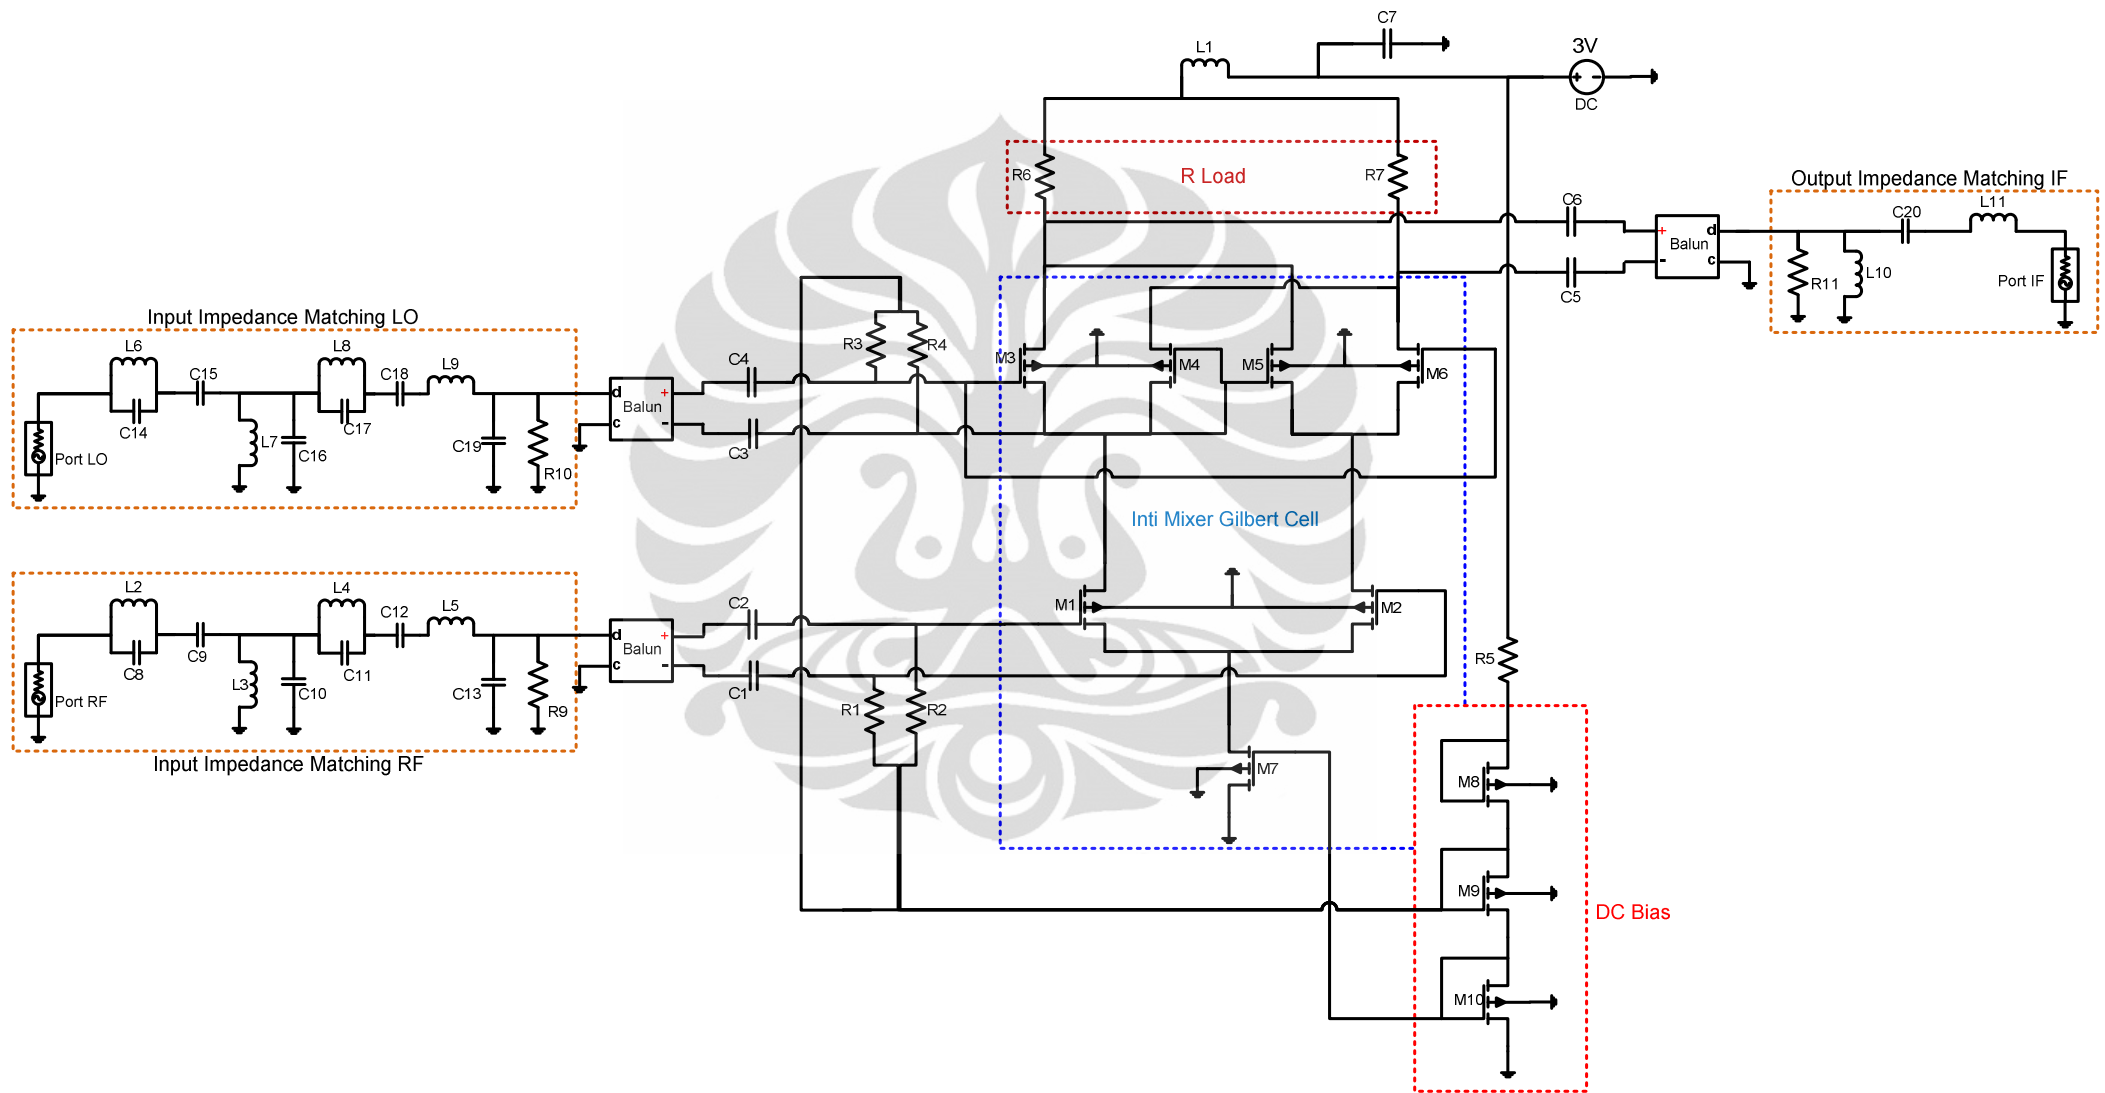 C7
L1
3V
+ -
DC
R6
R Load
R7
Output Impedance Matching IF
C6
+
d
Balun
-
c
C5
C20
L11
R11
L10
Port IF
Input Impedance Matching LO
L6
C14
C15
L7
C16
L8
C17
C18
L9
C19
R10
Port LO
d
+
Balun
c
-
C4
C3
R3
R4
M3
M4
M5
M6
Inti Mixer Gilbert Cell
L2
C8
C9
L3
C10
L4
C11
C12
L5
C13
R9
Port RF
Input Impedance Matching RF
d
+
Balun
c
-
C2
C1
R1
R2
M1
M2
M7
R5
M8
M9
M10
DC Bias